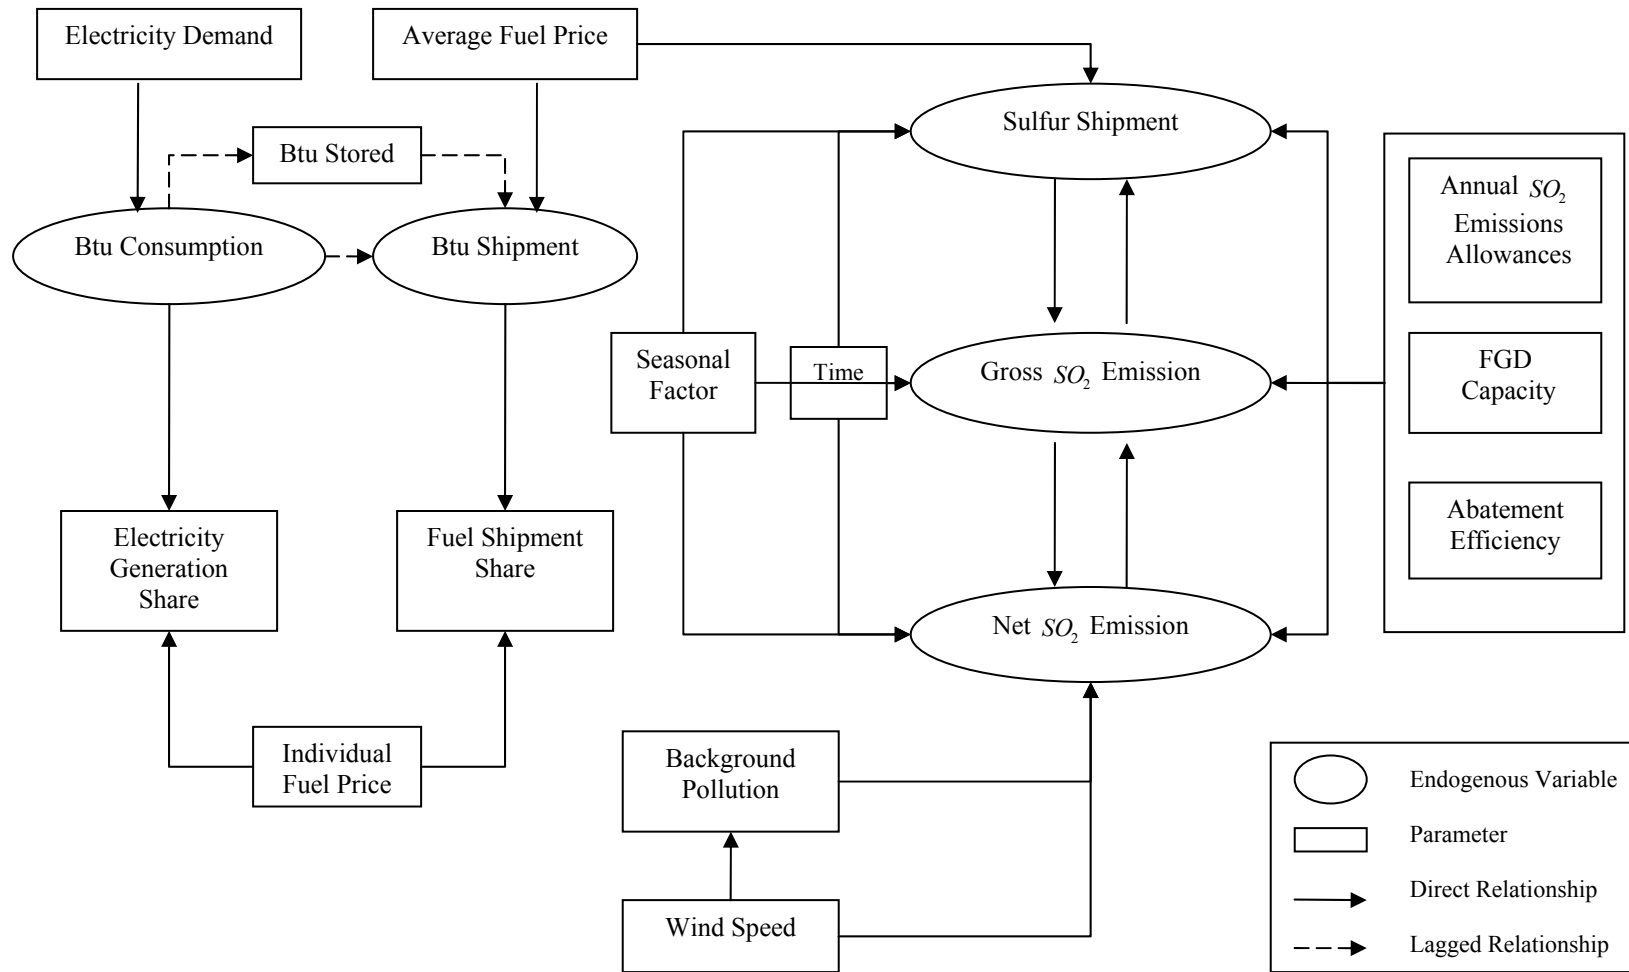 Electricity Demand
Average Fuel Price
Sulfur Shipment
Btu Stored
Btu Consumption
Btu Shipment
Annual SO₂
Emissions
Allowances
Seasonal
Factor
Time
Gross SO₂ Emission
FGD
Capacity
Electricity
Generation
Share
Fuel Shipment
Share
Abatement
Efficiency
Net SO₂ Emission
Individual
Fuel Price
Background
Pollution
Wind Speed
Endogenous Variable
Parameter
Direct Relationship
Lagged Relationship